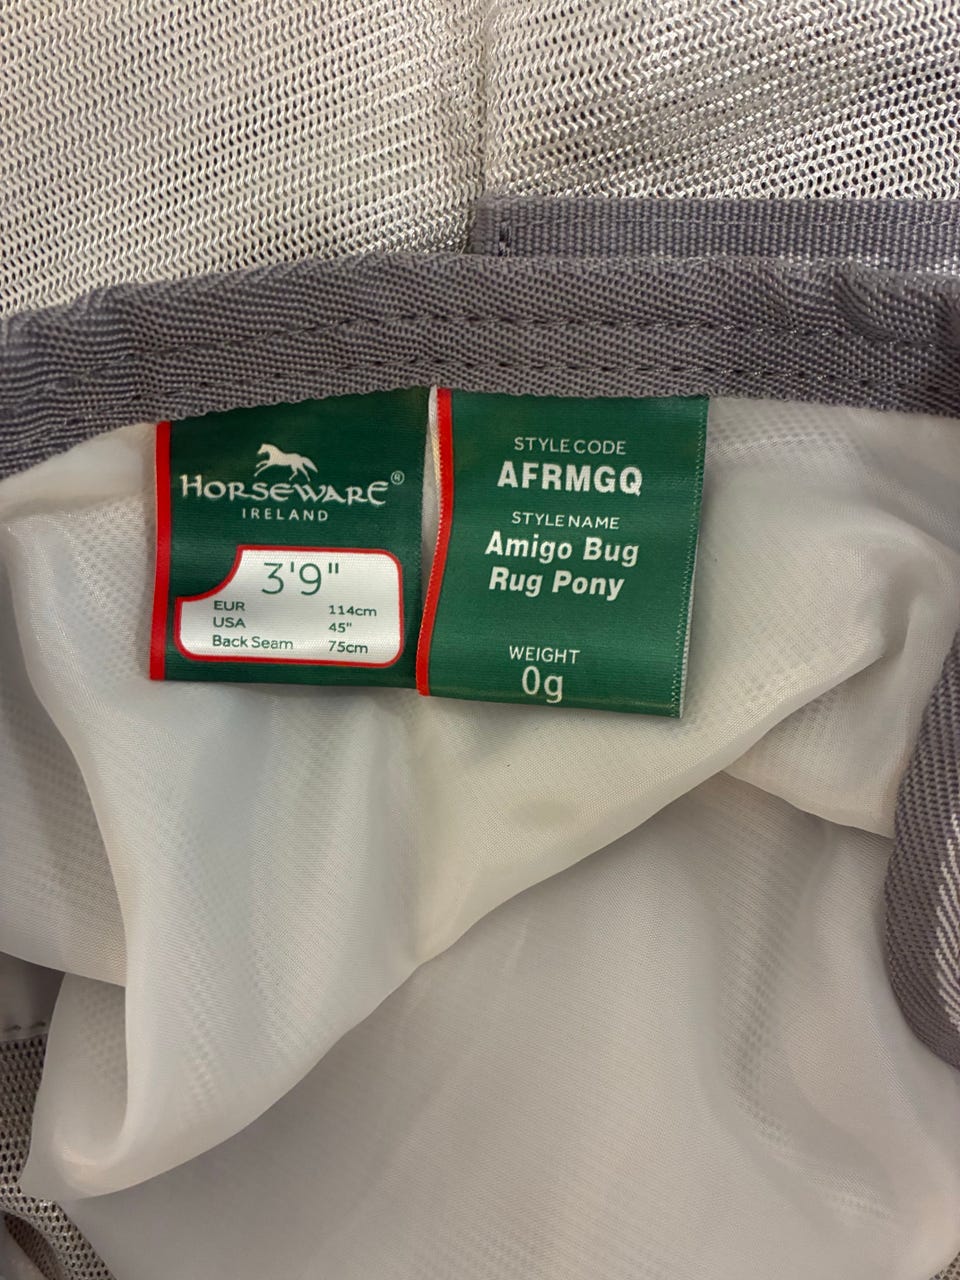 HORSEWARE®
IRELAND
3'9"
EUR 114cm
USA 45"
Back Seam 75cm
STYLE CODE
AFRMGQ
STYLE NAME
Amigo Bug
Rug Pony
WEIGHT
0g